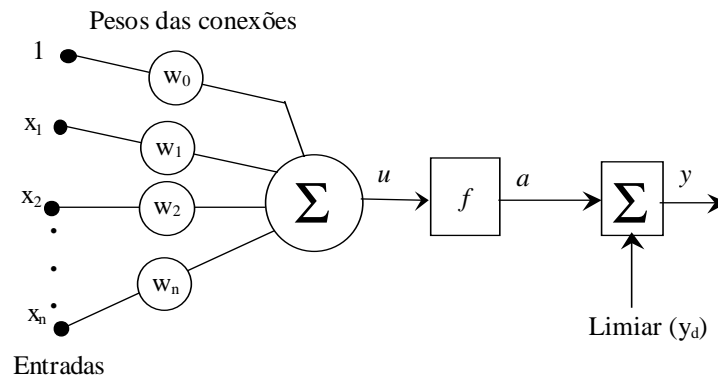 Pesos das conexões
1
w0
x1
w1
x2
w2
xn
wn
Σ
u
f
a
Σ
y
Limiar (yd)
Entradas